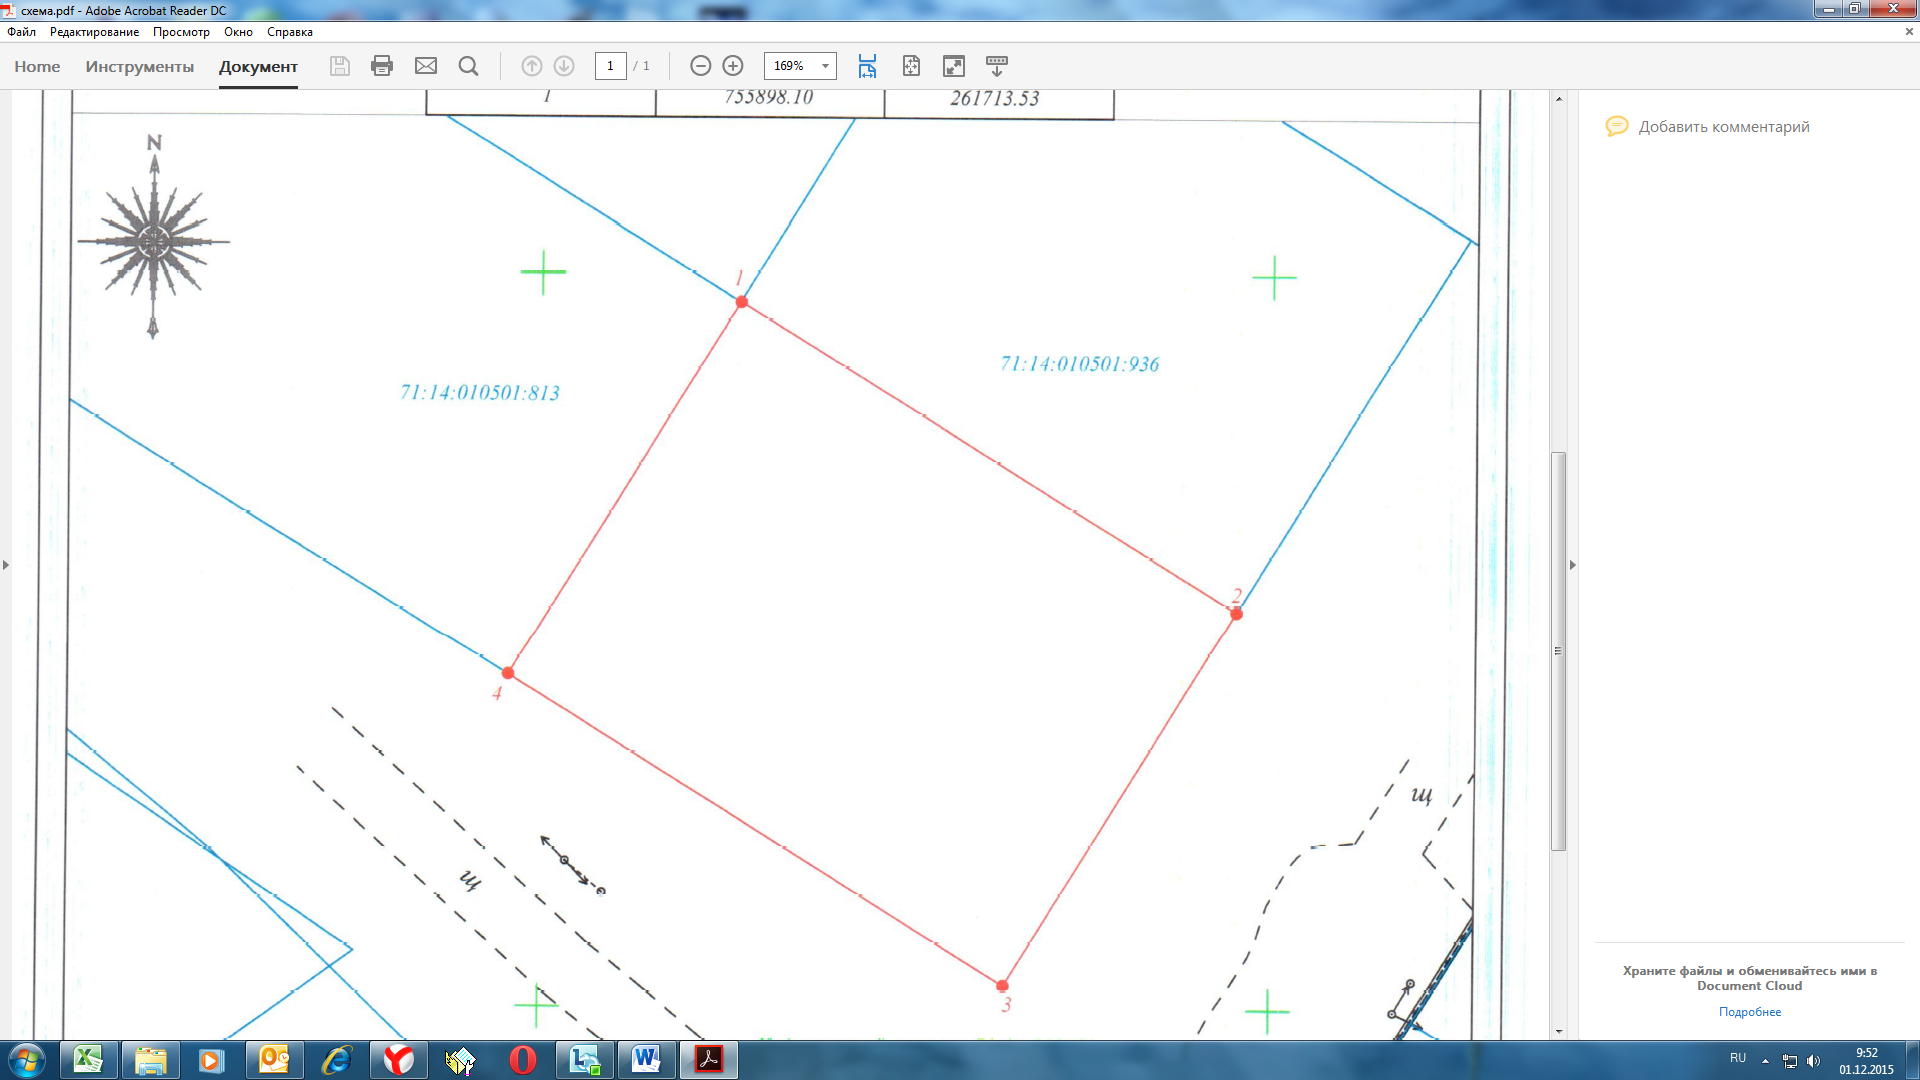 схема.pdf - Adobe Acrobat Reader DC
Файл Редактирование Просмотр Окно Справка
Home Инструменты Документ 1 / 1 169%
1 755898.10 261713.53
Добавить комментарий
N
1
71:14:010501:936
71:14:010501:813
2
4
щ
щ
3
Храните файлы и обменивайтесь ими в
Document Cloud
Подробнее
RU
9:52
01.12.2015